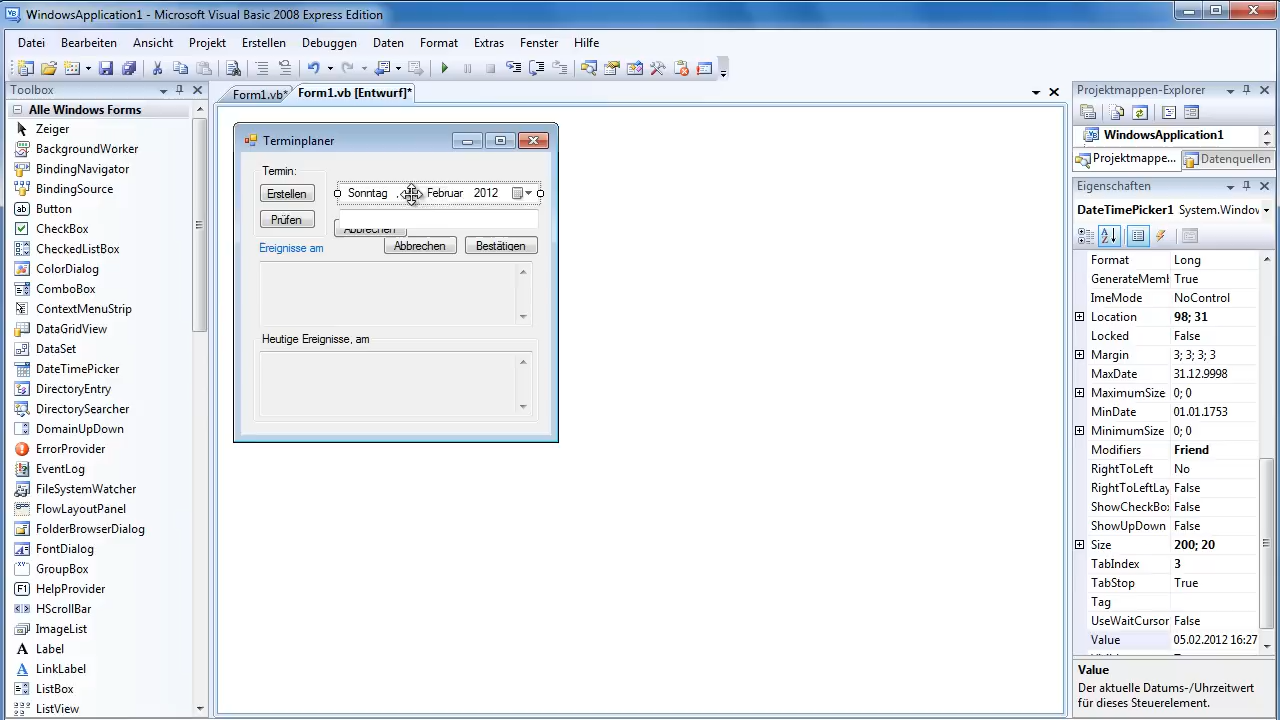 WindowsApplication1 - Microsoft Visual Basic 2008 Express Edition
Datei Bearbeiten Ansicht Projekt Erstellen Debuggen Daten Format Extras Fenster Hilfe
Toolbox
Alle Windows Forms
Zeiger
BackgroundWorker
BindingNavigator
BindingSource
Button
CheckBox
CheckedListBox
ColorDialog
ComboBox
ContextMenuStrip
DataGridView
DataSet
DateTimePicker
DirectoryEntry
DirectorySearcher
DomainUpDown
ErrorProvider
EventLog
FileSystemWatcher
FlowLayoutPanel
FolderBrowserDialog
FontDialog
GroupBox
HelpProvider
HScrollBar
ImageList
Label
LinkLabel
ListBox
ListView
Form1.vb* Form1.vb [Entwurf]*
Terminplaner
Termin:
Erstellen
Sonntag , Februar 2012
Prüfen
Abbrechen
Ereignisse am
Abbrechen Bestätigen
Heutige Ereignisse, am
Projektmappen-Explorer
WindowsApplication1
Projektmappe... Datenquellen
Eigenschaften
DateTimePicker1 System.Window
Format Long
GenerateMemb True
ImeMode NoControl
Location 98; 31
Locked False
Margin 3; 3; 3; 3
MaxDate 31.12.9998
MaximumSize 0; 0
MinDate 01.01.1753
MinimumSize 0; 0
Modifiers Friend
RightToLeft No
RightToLeftLay False
ShowCheckBox False
ShowUpDown False
Size 200; 20
TabIndex 3
TabStop True
Tag
UseWaitCursor False
Value 05.02.2012 16:27
Value
Der aktuelle Datums-/Uhrzeitwert
für dieses Steuerelement.